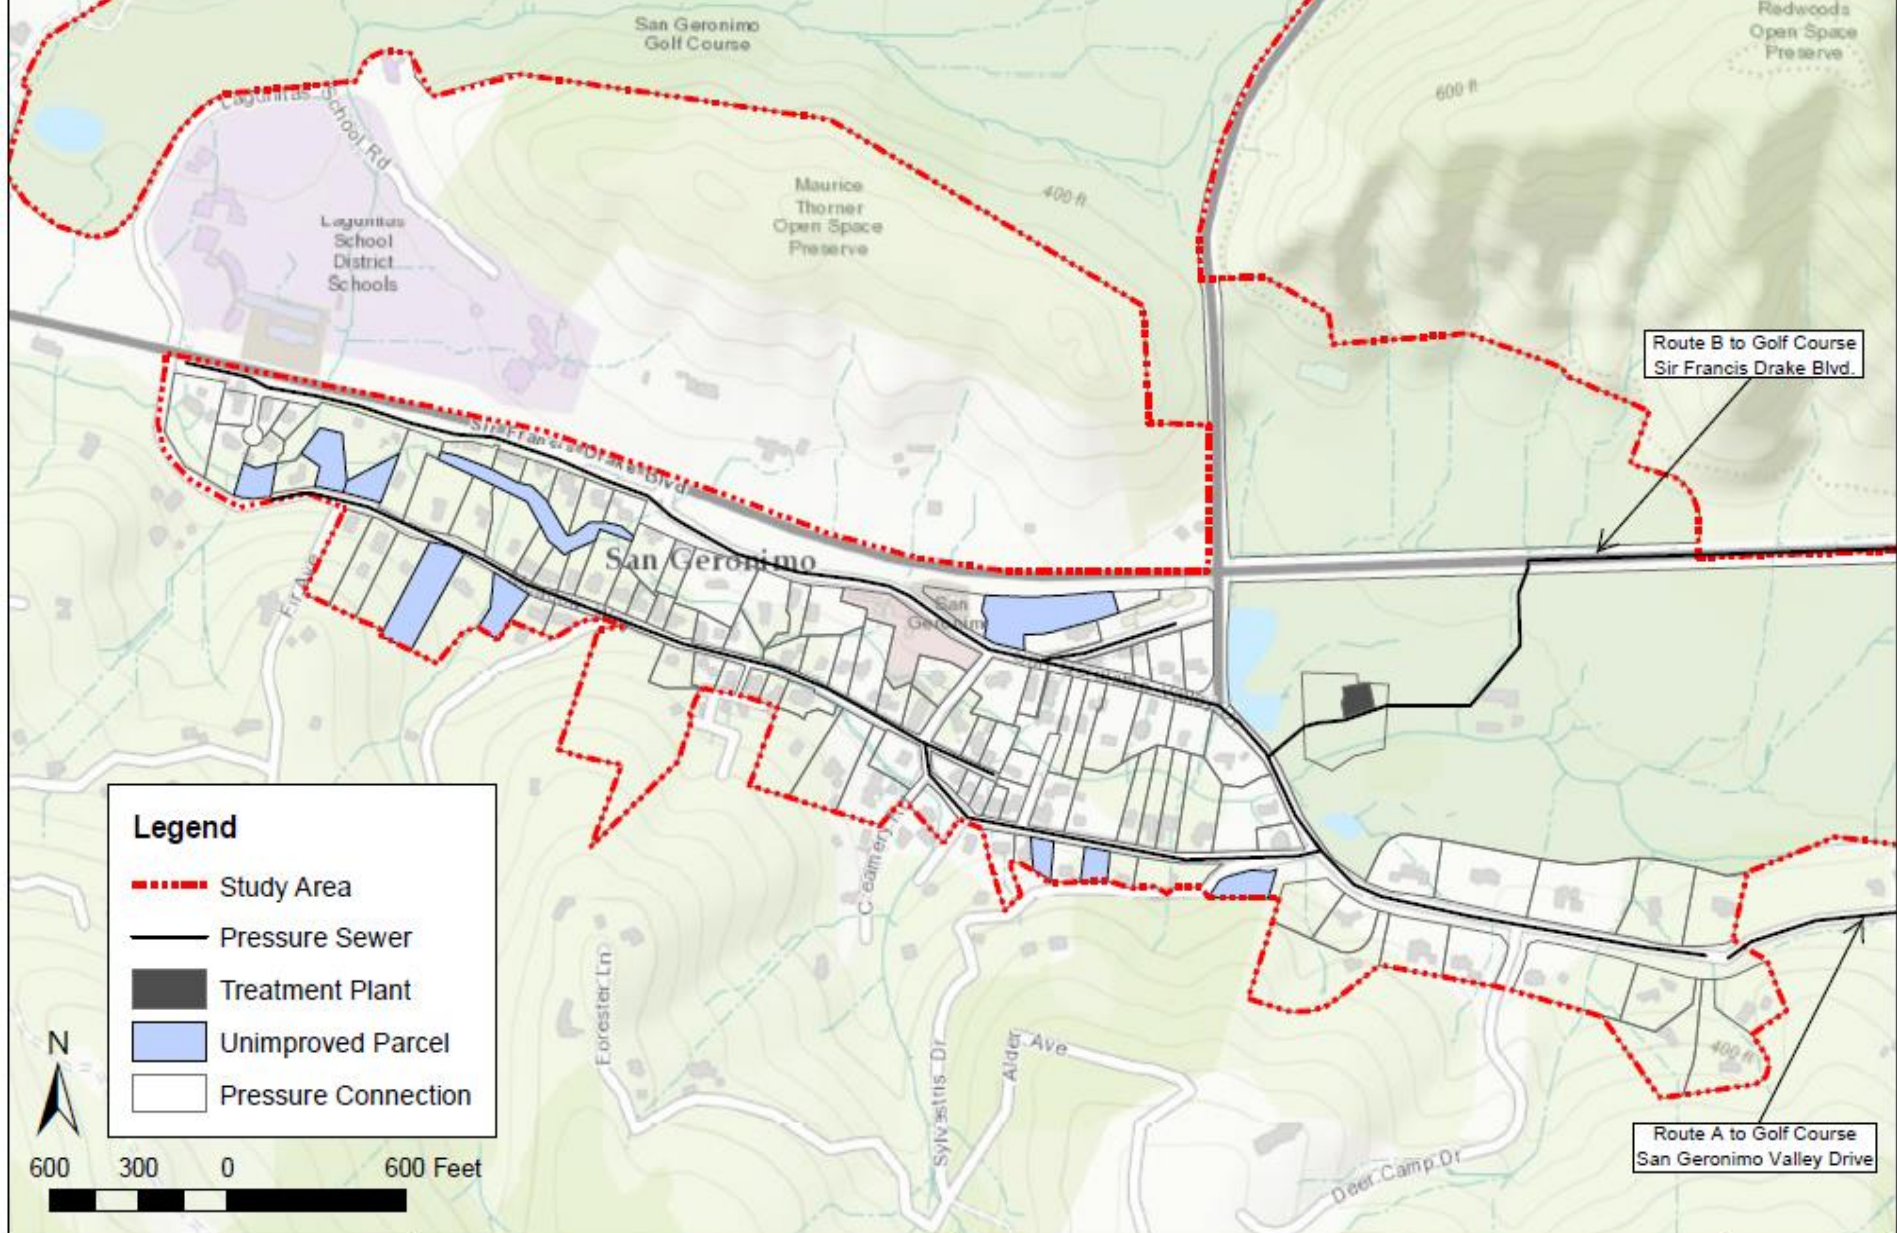 San Geronimo
Golf Course
Redwoods
Open Space
Preserve
600 ft
Lagunitas School Rd
Maurice
Thorner
Open Space
Preserve
400 ft
Lagunitas
School
District
Schools
Route B to Golf Course
Sir Francis Drake Blvd.
Sir Francis Drake Blvd
San Geronimo
Fir Ave
San
Geronim
Legend
Study Area
Pressure Sewer
Treatment Plant
Unimproved Parcel
Pressure Connection
N
600 300 0 600 Feet
Forester Ln
Sylvestris Dr
Alder Ave
400 ft
Route A to Golf Course
San Geronimo Valley Drive
Deer Camp Dr